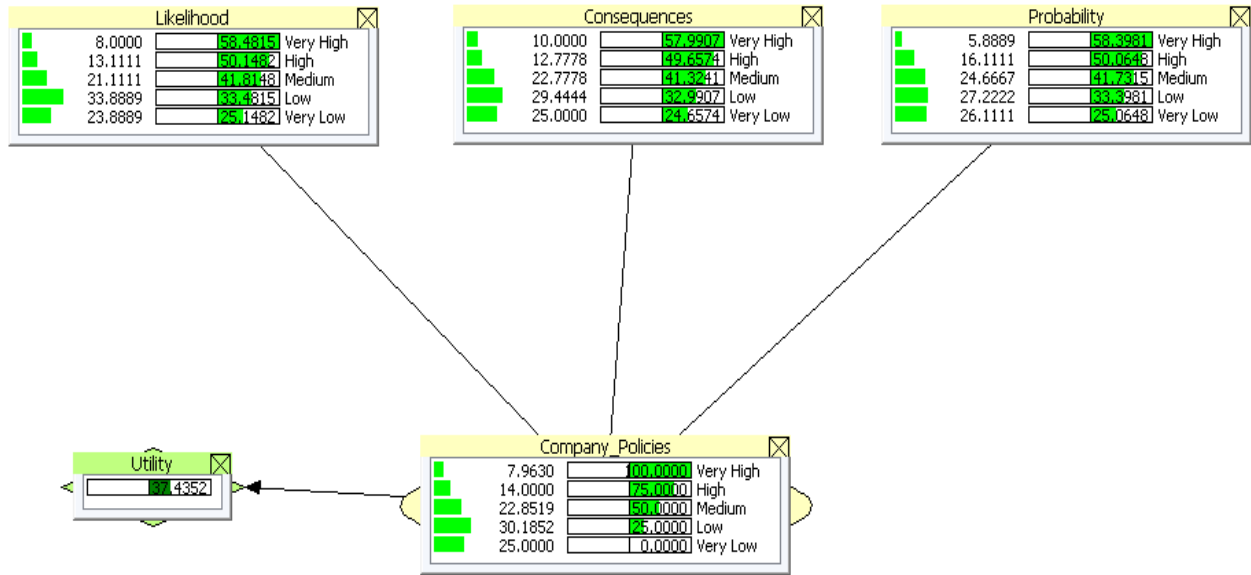 Likelihood
8.0000 58.4815 Very High
13.1111 50.1482 High
21.1111 41.8148 Medium
33.8889 33.4815 Low
23.8889 25.1482 Very Low
Consequences
10.0000 57.9907 Very High
12.7778 49.6574 High
22.7778 41.3241 Medium
29.4444 32.9907 Low
25.0000 24.6574 Very Low
Probability
5.8889 58.3981 Very High
16.1111 50.0648 High
24.6667 41.7315 Medium
27.2222 33.3981 Low
26.1111 25.0648 Very Low
Utility
37.4352
Company_Policies
7.9630 100.0000 Very High
14.0000 75.0000 High
22.8519 50.0000 Medium
30.1852 25.0000 Low
25.0000 0.0000 Very Low